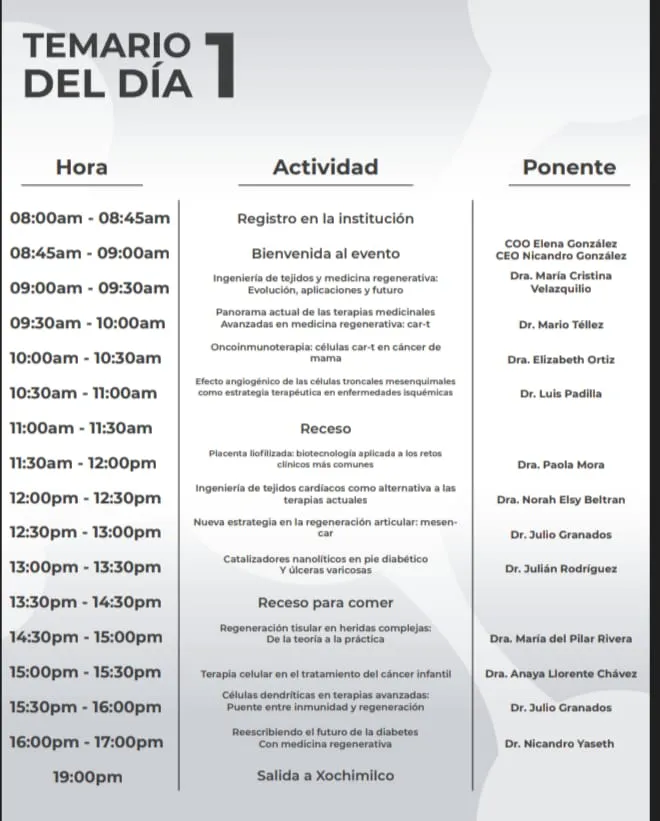 TEMARIO
DEL DÍA 1
Hora
Actividad
Ponente
08:00am - 08:45am
Registro en la institución
08:45am - 09:00am
Bienvenida al evento
COO Elena González
CEO Nicandro González
09:00am - 09:30am
Ingeniería de tejidos y medicina regenerativa:
Evolución, aplicaciones y futuro
Dra. María Cristina
Velazquilio
09:30am - 10:00am
Panorama actual de las terapias medicinales
Avanzadas en medicina regenerativa: car-t
Dr. Mario Téllez
10:00am - 10:30am
Oncoinmunoterapia: células car-t en cáncer de
mama
Dra. Elizabeth Ortiz
10:30am - 11:00am
Efecto angiogénico de las células troncales mesenquimales
como estrategia terapéutica en enfermedades isquémicas
Dr. Luis Padilla
11:00am - 11:30am
Receso
11:30am - 12:00pm
Placenta liofilizada: biotecnología aplicada a los retos
clínicos más comunes
Dra. Paola Mora
12:00pm - 12:30pm
Ingeniería de tejidos cardíacos como alternativa a las
terapias actuales
Dra. Norah Elsy Beltran
12:30pm - 13:00pm
Nueva estrategia en la regeneración articular: mesen-
car
Dr. Julio Granados
13:00pm - 13:30pm
Catalizadores nanolíticos en pie diabético
Y úlceras varicosas
Dr. Julián Rodríguez
13:30pm - 14:30pm
Receso para comer
14:30pm - 15:00pm
Regeneración tisular en heridas complejas:
De la teoría a la práctica
Dra. María del Pilar Rivera
15:00pm - 15:30pm
Terapia celular en el tratamiento del cáncer infantil
Dra. Anaya Llorente Chávez
15:30pm - 16:00pm
Células dendríticas en terapias avanzadas:
Puente entre inmunidad y regeneración
Dr. Julio Granados
16:00pm - 17:00pm
Reescribiendo el futuro de la diabetes
Con medicina regenerativa
Dr. Nicandro Yaseth
19:00pm
Salida a Xochimilco